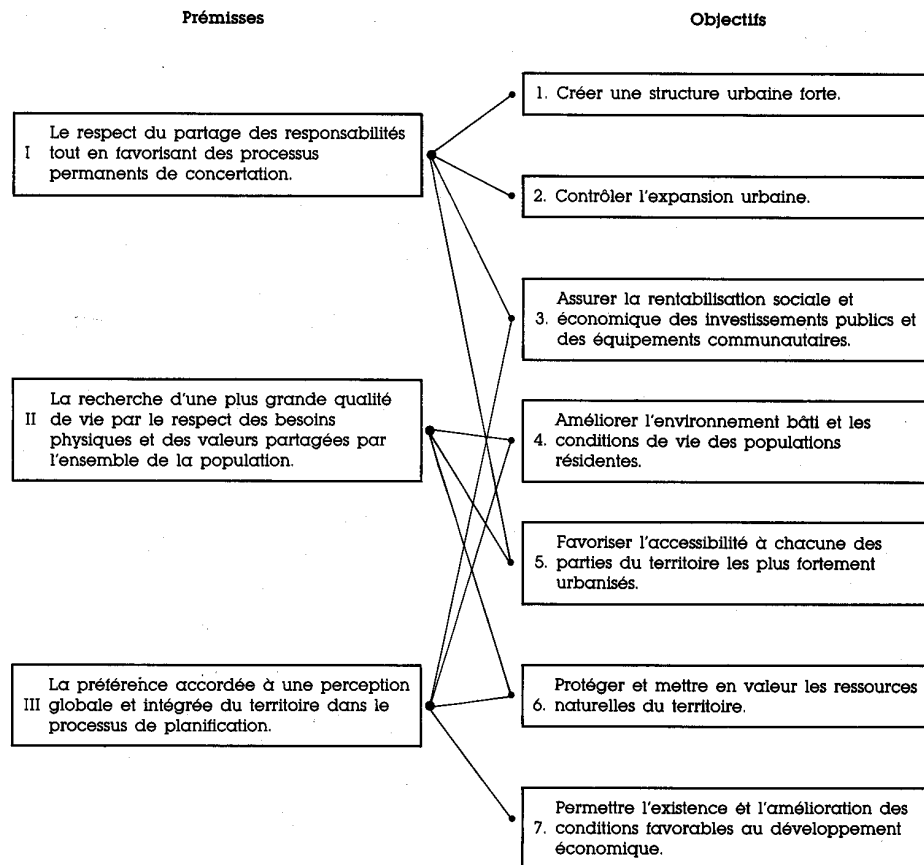 Prémisses
Objectifs
1. Créer une structure urbaine forte.
Le respect du partage des responsabilités
I tout en favorisant des processus
permanents de concertation.
2. Contrôler l'expansion urbaine.
Assurer la rentabilisation sociale et
3. économique des investissements publics et
des équipements communautaires.
La recherche d'une plus grande qualité
II de vie par le respect des besoins
physiques et des valeurs partagées par
l'ensemble de la population.
Améliorer l'environnement bâti et les
4. conditions de vie des populations
résidentes.
Favoriser l'accessibilité à chacune des
5. parties du territoire les plus fortement
urbanisés.
La préférence accordée à une perception
III globale et intégrée du territoire dans le
processus de planification.
Protéger et mettre en valeur les ressources
6. naturelles du territoire.
Permettre l'existence ét l'amélioration des
7. conditions favorables au développement
économique.